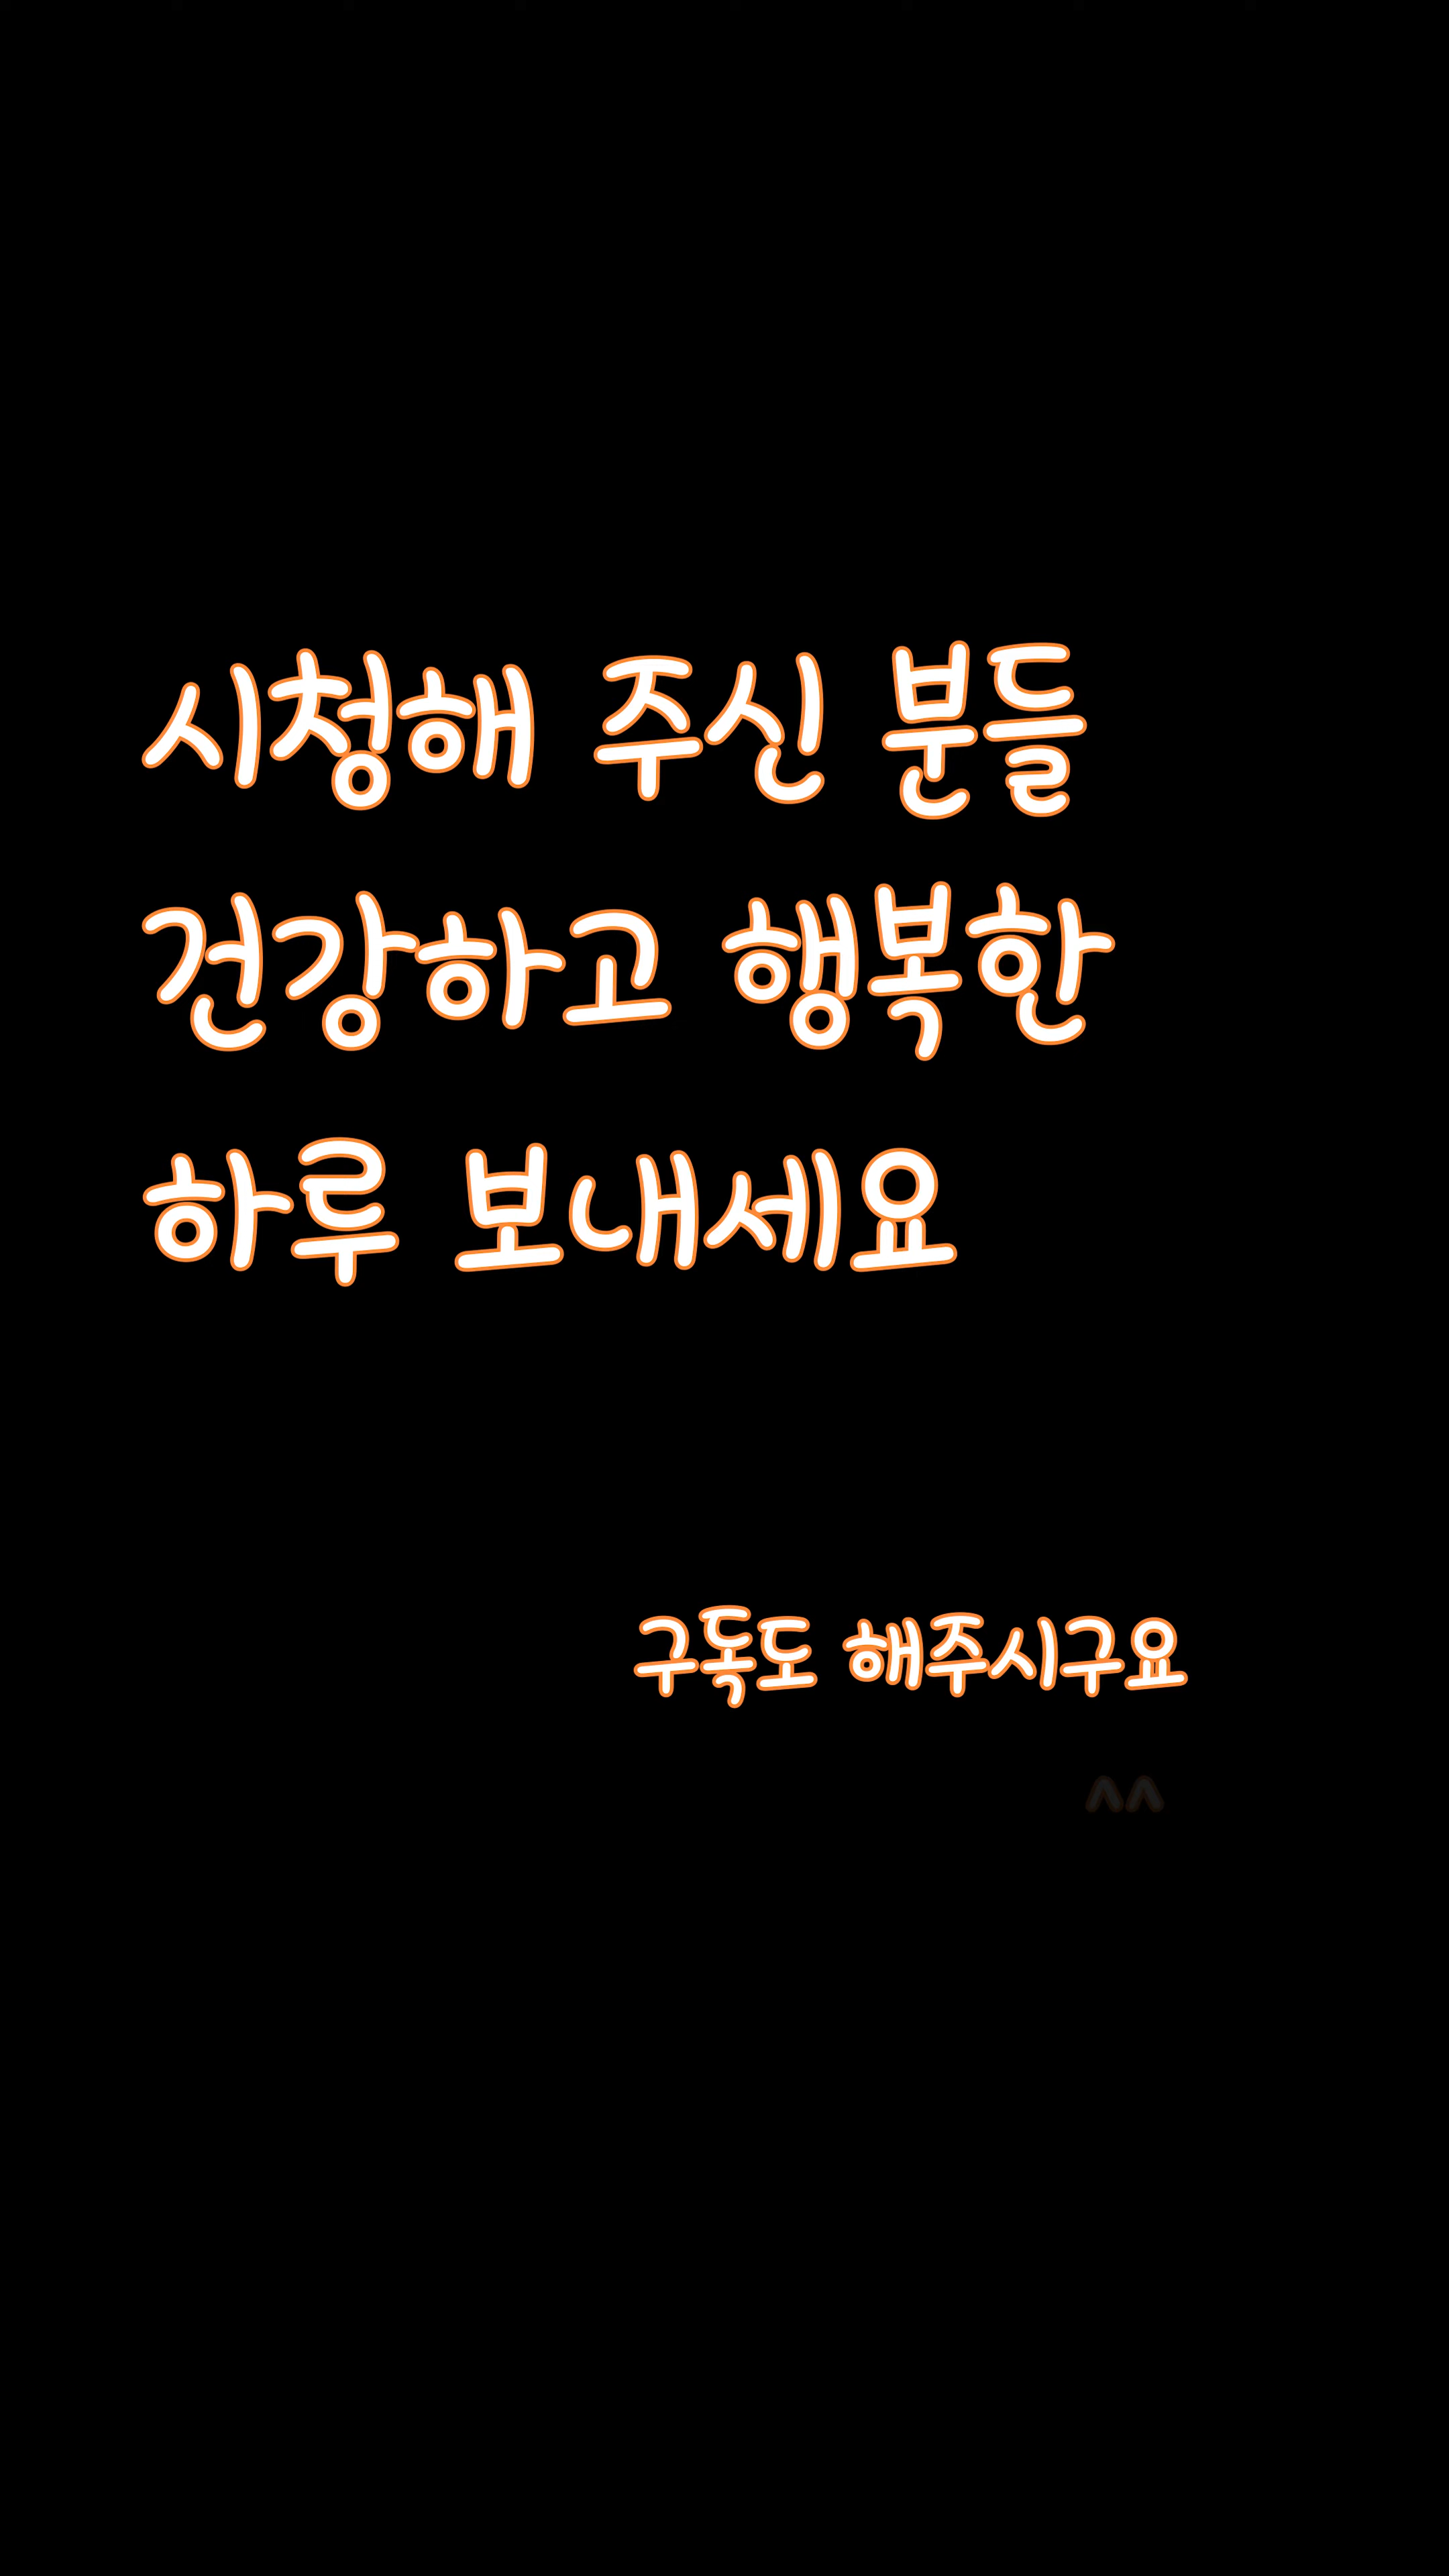 시청해 주신 분들
건강하고 행복한
하루 보내세요
구독도 해주시구요
^^